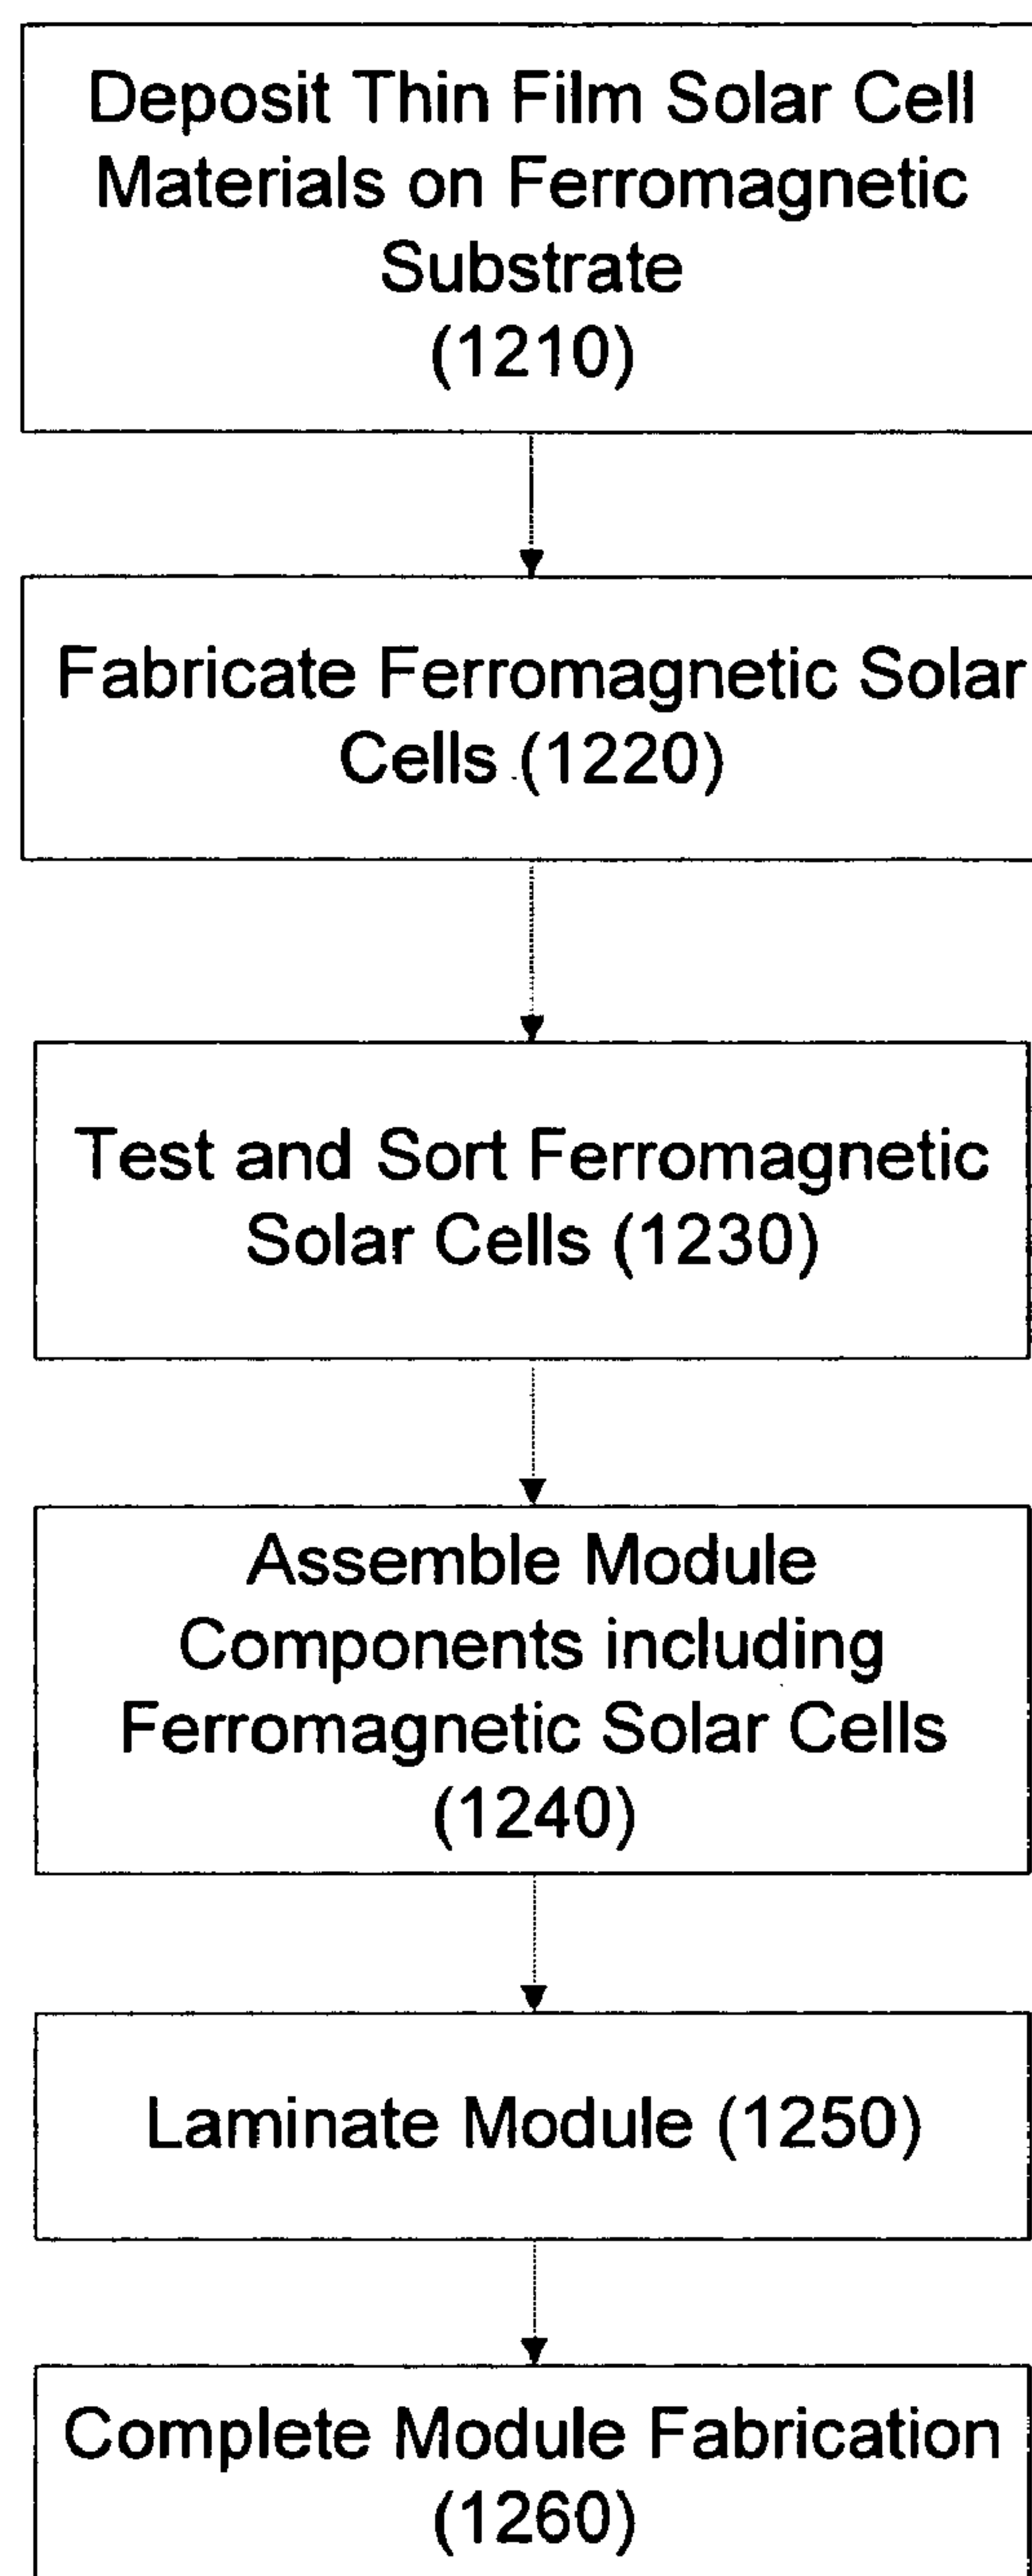 Deposit Thin Film Solar Cell
Materials on Ferromagnetic
Substrate
(1210)
Fabricate Ferromagnetic Solar
Cells (1220)
Test and Sort Ferromagnetic
Solar Cells (1230)
Assemble Module
Components including
Ferromagnetic Solar Cells
(1240)
Laminate Module (1250)
Complete Module Fabrication
(1260)